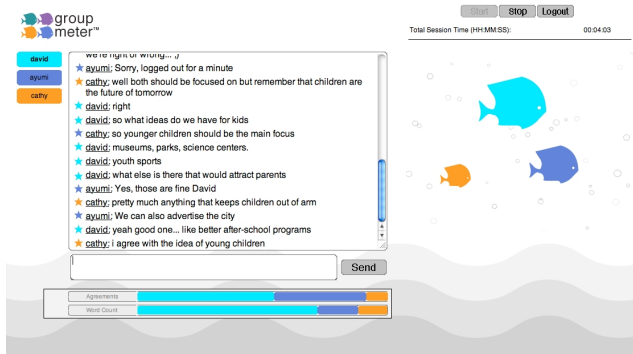 group
meter™
Start Stop Logout
Total Session Time (HH:MM:SS): 00:04:03
david
ayumi
cathy
we're right or wrong... ;)
ayumi: Sorry, logged out for a minute
cathy: well both should be focused on but remember that children are
the future of tomorrow
david: right
david: so what ideas do we have for kids
cathy: so younger children should be the main focus
david: museums, parks, science centers.
david: youth sports
david: what else is there that would attract parents
ayumi: Yes, those are fine David
cathy: pretty much anything that keeps children out of arm
ayumi: We can also advertise the city
david: yeah good one... like better after-school programs
cathy: i agree with the idea of young children
Send
Agreements
Word Count